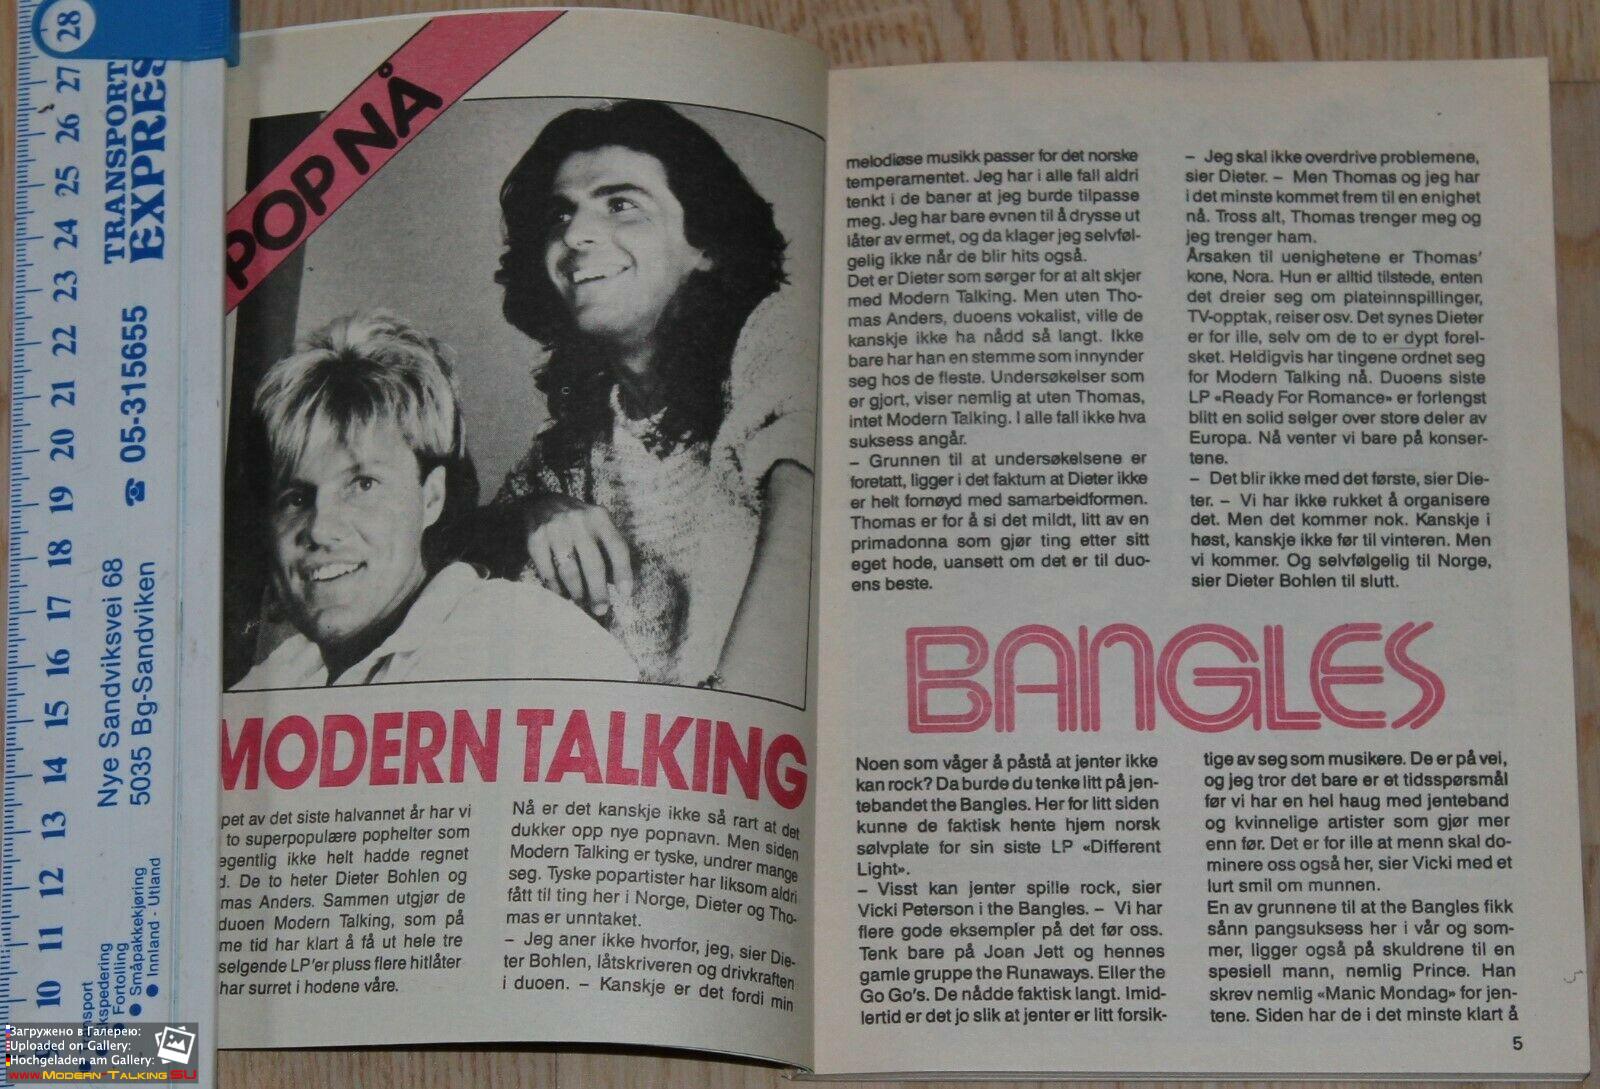 28
27
26
25
24
23
22
21
20
19
18
17
16
15
14
13
12
11
10
TRANSPORT
EXPRES
☎ 05-315655
Nye Sandviksvei 68
5035 Bg-Sandviken
kspedering
● Fortolling
● Småpakkekjøring
● Innland - Utland
POP NÅ
MODERN TALKING
pet av det siste halvannet år har vi
to superpopulære pophelter som
egentlig ikke helt hadde regnet
d. De to heter Dieter Bohlen og
mas Anders. Sammen utgjør de
duoen Modern Talking, som på
me tid har klart å få ut hele tre
selgende LP'er pluss flere hitlåter
har surret i hodene våre.
Nå er det kanskje ikke så rart at det
dukker opp nye popnavn. Men siden
Modern Talking er tyske, undrer mange
seg. Tyske popartister har liksom aldri
fått til ting her i Norge, Dieter og Tho-
mas er unntaket.
– Jeg aner ikke hvorfor, jeg, sier Die-
ter Bohlen, låtskriveren og drivkraften
i duoen. – Kanskje er det fordi min
melodiøse musikk passer for det norske
temperamentet. Jeg har i alle fall aldri
tenkt i de baner at jeg burde tilpasse
meg. Jeg har bare evnen til å drysse ut
låter av ermet, og da klager jeg selvføl-
gelig ikke når de blir hits også.
Det er Dieter som sørger for at alt skjer
med Modern Talking. Men uten Tho-
mas Anders, duoens vokalist, ville de
kanskje ikke ha nådd så langt. Ikke
bare har han en stemme som innynder
seg hos de fleste. Undersøkelser som
er gjort, viser nemlig at uten Thomas,
intet Modern Talking. I alle fall ikke hva
suksess angår.
– Grunnen til at undersøkelsene er
foretatt, ligger i det faktum at Dieter ikke
er helt fornøyd med samarbeidformen.
Thomas er for å si det mildt, litt av en
primadonna som gjør ting etter sitt
eget hode, uansett om det er til duo-
ens beste.
– Jeg skal ikke overdrive problemene,
sier Dieter. – Men Thomas og jeg har
i det minste kommet frem til en enighet
nå. Tross alt, Thomas trenger meg og
jeg trenger ham.
Årsaken til uenighetene er Thomas'
kone, Nora. Hun er alltid tilstede, enten
det dreier seg om plateinnspillinger,
TV-opptak, reiser osv. Det synes Dieter
er for ille, selv om de to er dypt forel-
sket. Heldigvis har tingene ordnet seg
for Modern Talking nå. Duoens siste
LP «Ready For Romance» er forlengst
blitt en solid selger over store deler av
Europa. Nå venter vi bare på konser-
tene.
– Det blir ikke med det første, sier Die-
ter. – Vi har ikke rukket å organisere
det. Men det kommer nok. Kanskje i
høst, kanskje ikke før til vinteren. Men
vi kommer. Og selvfølgelig til Norge,
sier Dieter Bohlen til slutt.
BANGLES
Noen som våger å påstå at jenter ikke
kan rock? Da burde du tenke litt på jen-
tebandet the Bangles. Her for litt siden
kunne de faktisk hente hjem norsk
sølvplate for sin siste LP «Different
Light».
– Visst kan jenter spille rock, sier
Vicki Peterson i the Bangles. – Vi har
flere gode eksempler på det før oss.
Tenk bare på Joan Jett og hennes
gamle gruppe the Runaways. Eller the
Go Go's. De nådde faktisk langt. Imid-
lertid er det jo slik at jenter er litt forsik-
tige av seg som musikere. De er på vei,
og jeg tror det bare er et tidsspørsmål
før vi har en hel haug med jenteband
og kvinnelige artister som gjør mer
enn før. Det er for ille at menn skal do-
minere oss også her, sier Vicki med et
lurt smil om munnen.
En av grunnene til at the Bangles fikk
sånn pangsuksess her i vår og som-
mer, ligger også på skuldrene til en
spesiell mann, nemlig Prince. Han
skrev nemlig «Manic Mondag» for jen-
tene. Siden har de i det minste klart å
5
Загружено в Галерею:
Uploaded on Gallery:
Hochgeladen am Gallery:
www.Modern-Talking.SU